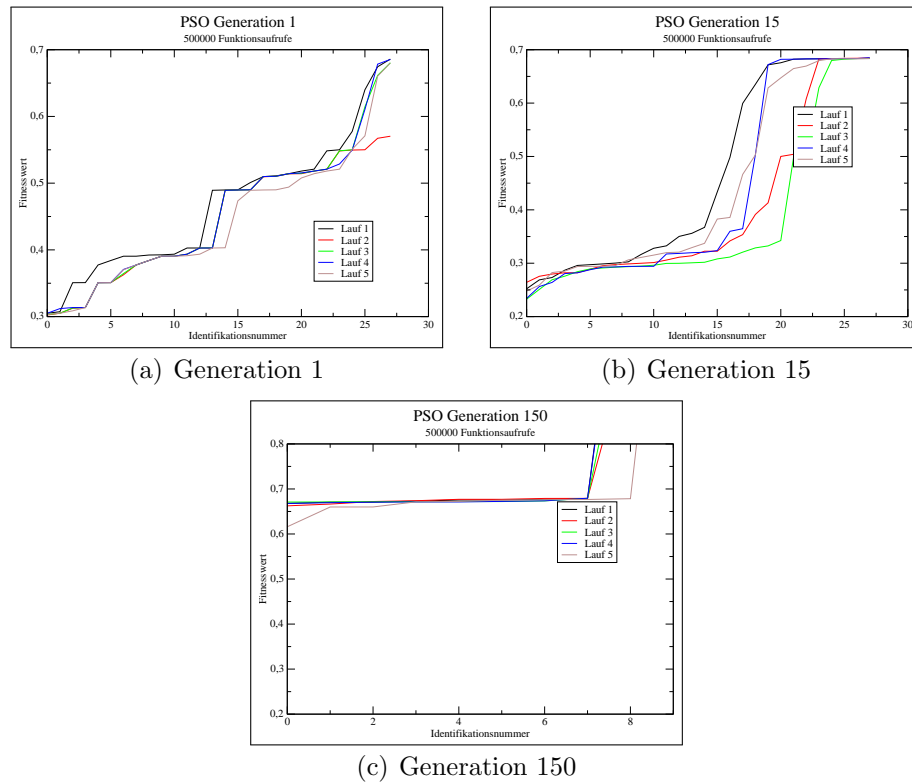 PSO Generation 1
500000 Funktionsaufrufe
0,7
0,6
0,5
0,4
0,3
Fitnesswert
Lauf 1
Lauf 2
Lauf 3
Lauf 4
Lauf 5
0 5 10 15 20 25 30
Identifikationsnummer
(a) Generation 1
PSO Generation 15
500000 Funktionsaufrufe
0,7
0,6
0,5
0,4
0,3
0,2
Fitnesswert
Lauf 1
Lauf 2
Lauf 3
Lauf 4
Lauf 5
0 5 10 15 20 25 30
Identifikationsnummer
(b) Generation 15
PSO Generation 150
500000 Funktionsaufrufe
0,8
0,7
0,6
0,5
0,4
0,3
0,2
Fitnesswert
Lauf 1
Lauf 2
Lauf 3
Lauf 4
Lauf 5
0 2 4 6 8
Identifikationsnummer
(c) Generation 150